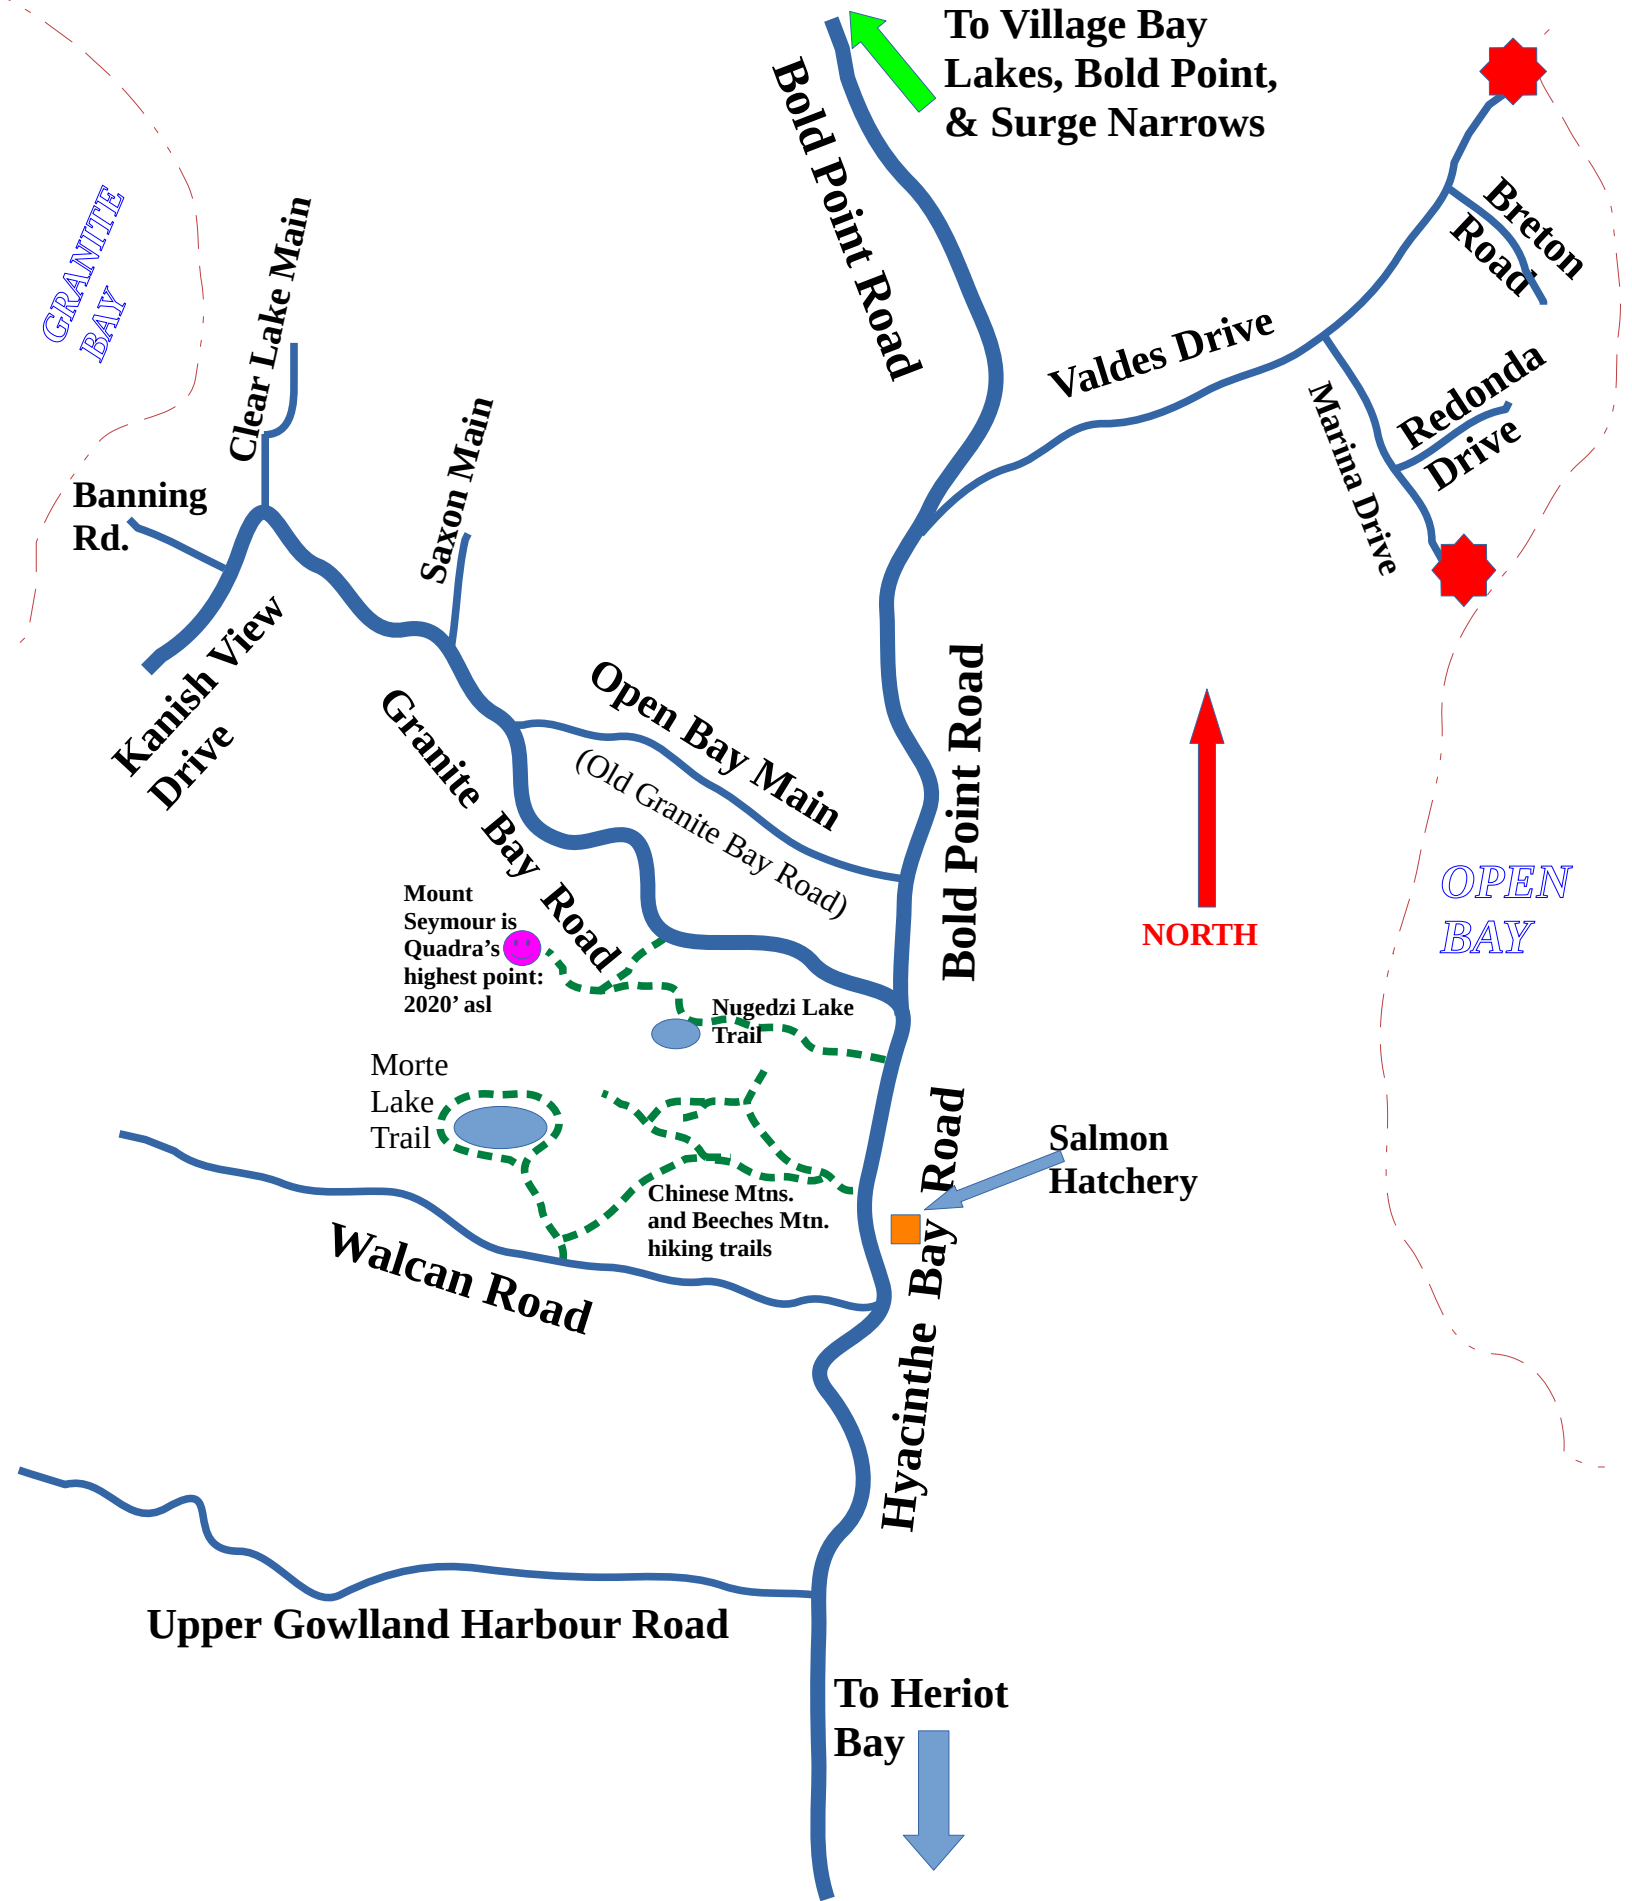 To Village Bay
Lakes, Bold Point,
& Surge Narrows
Bold Point Road
Breton
Road
GRANITE
BAY
Clear Lake Main
Valdes Drive
Redonda
Drive
Marina Drive
Saxon Main
Banning
Rd.
Kanish View
Drive
Open Bay Main
(Old Granite Bay Road)
Granite Bay Road
Bold Point Road
NORTH
OPEN
BAY
Mount
Seymour is
Quadra’s
highest point:
2020’ asl
Nugedzi Lake
Trail
Morte
Lake
Trail
Chinese Mtns.
and Beeches Mtn.
hiking trails
Salmon
Hatchery
Hyacinthe Bay Road
Walcan Road
Upper Gowlland Harbour Road
To Heriot
Bay